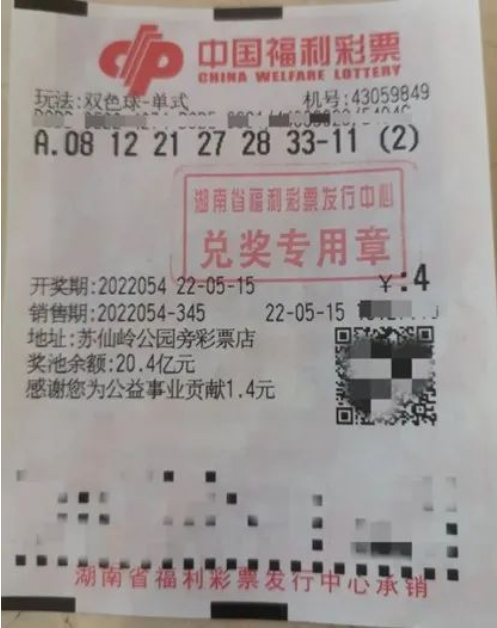 中国福利彩票
CHINA WELFARE LOTTERY
玩法:双色球-单式 机号:43059849
A.08 12 21 27 28 33-11 (2)
湖南省福利彩票发行中心
兑奖专用章
开奖期:2022054 22-05-15 ¥:4
销售期:2022054-345 22-05-15
地址:苏仙岭公园旁彩票店
奖池余额:20.4亿元
感谢您为公益事业贡献1.4元
湖南省福利彩票发行中心承销